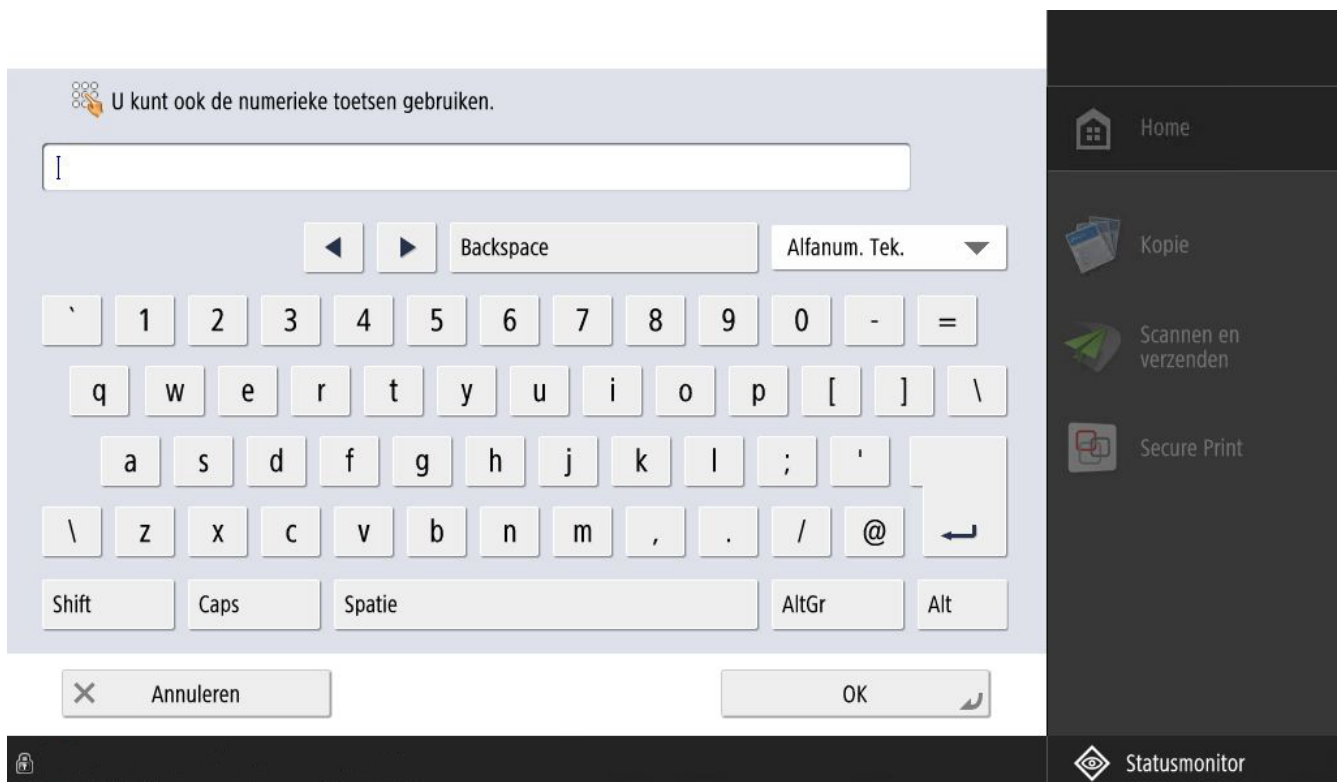 U kunt ook de numerieke toetsen gebruiken.
Home
Backspace
Alfanum. Tek.
Kopie
` 1 2 3 4 5 6 7 8 9 0 - =
Scannen en
verzenden
q w e r t y u i o p [ ] \
a s d f g h j k l ; '
Secure Print
\ z x c v b n m , . / @
Shift Caps Spatie AltGr Alt
Annuleren
OK
Statusmonitor